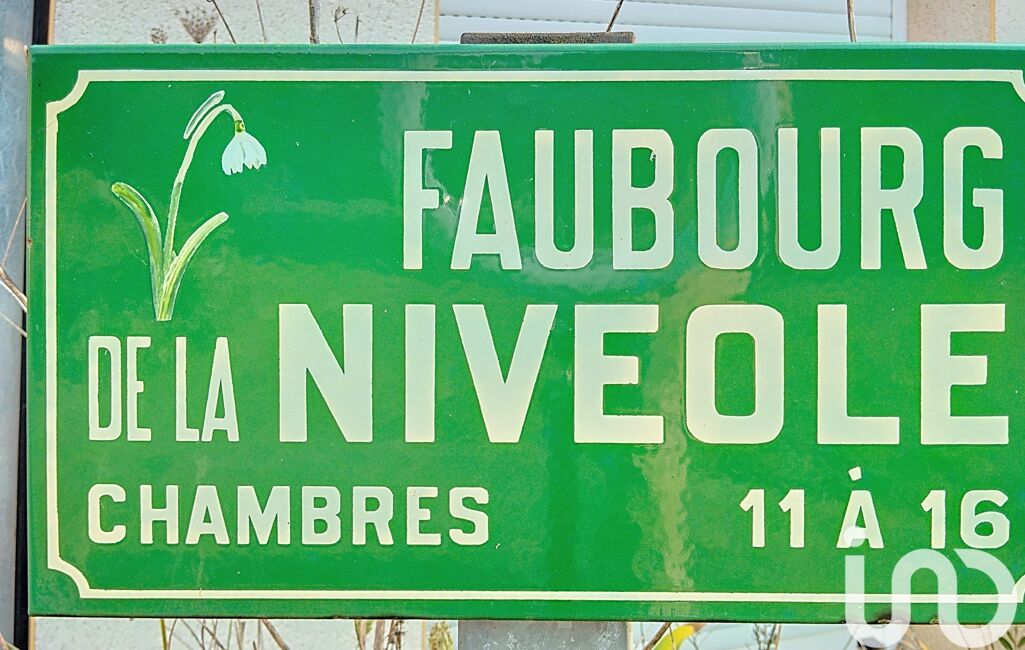 FAUBOURG
DE LA NIVEOLE
CHAMBRES 11 À 16